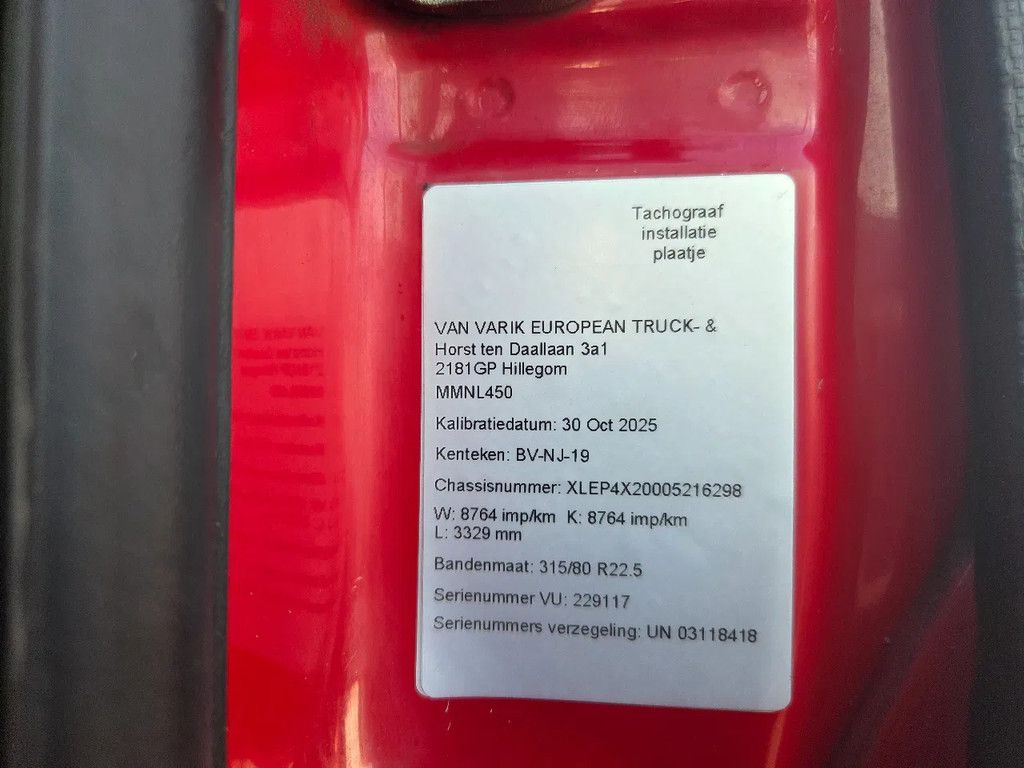 Tachograaf
installatie
plaatje
VAN VARIK EUROPEAN TRUCK- &
Horst ten Daallaan 3a1
2181GP Hillegom
MMNL450
Kalibratiedatum: 30 Oct 2025
Kenteken: BV-NJ-19
Chassisnummer: XLEP4X20005216298
W: 8764 imp/km K: 8764 imp/km
L: 3329 mm
Bandenmaat: 315/80 R22.5
Serienummer VU: 229117
Serienummers verzegeling: UN 03118418